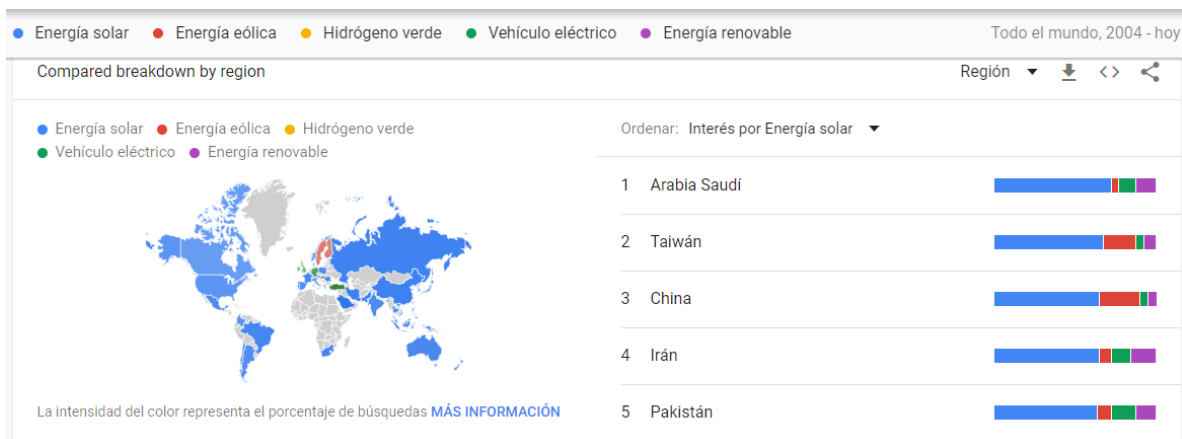 Energía solar Energía eólica Hidrógeno verde Vehículo eléctrico Energía renovable Todo el mundo, 2004 - hoy
Compared breakdown by region Región
Energía solar Energía eólica Hidrógeno verde
Vehículo eléctrico Energía renovable
Ordenar: Interés por Energía solar
1 Arabia Saudí
2 Taiwán
3 China
4 Irán
5 Pakistán
La intensidad del color representa el porcentaje de búsquedas MÁS INFORMACIÓN